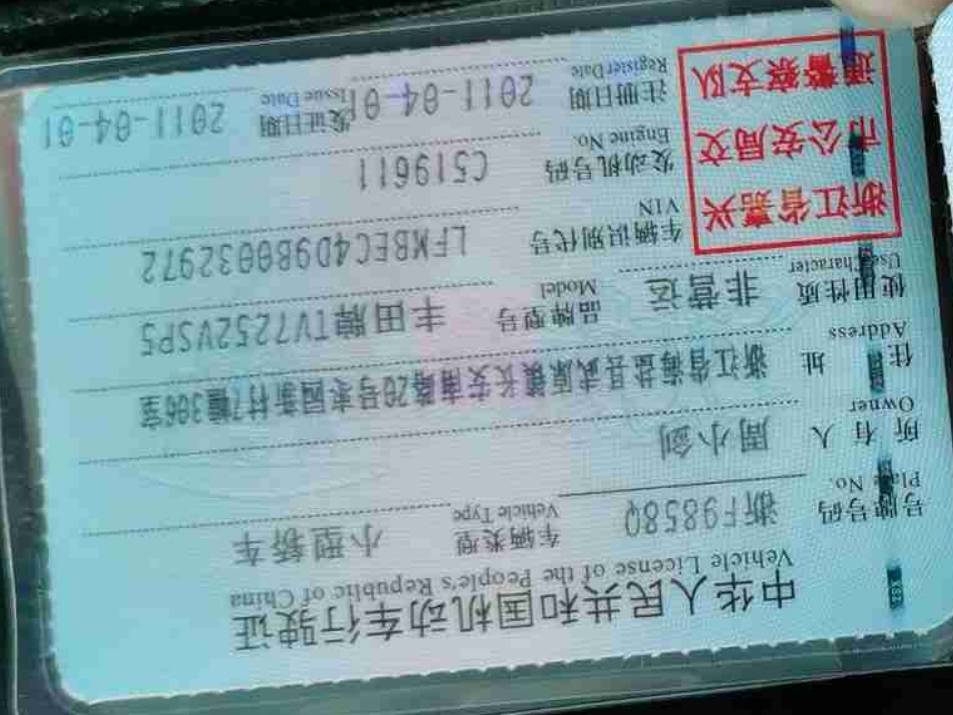 中华人民共和国机动车行驶证
Vehicle License of the People's Republic of China
号牌号码 浙F9858Q 车辆类型 小型轿车
Plate No. Vehicle Type
所有人 周小剑
Owner
住址 浙江省海盐县武原镇长安南路20号枣园新村7幢306室
Address
使用性质 非营运 品牌型号 丰田牌TV7252VSP5
Use Character Model
浙江省嘉兴 车辆识别代号 LFMBEC4D9B0032972
VIN
市公安局交 发动机号码 C519611
Engine No.
通警察支队 注册日期 2011-04-01 发证日期 2011-04-01
Register Date Issue Date